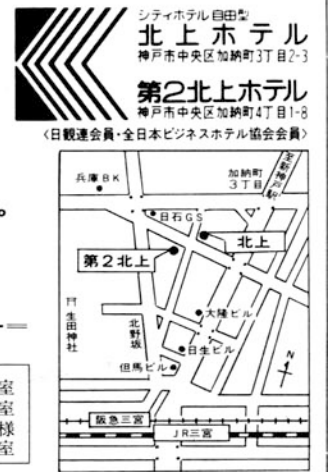 シティホテル 自由型
北上ホテル
神戸市中央区加納町3丁目2-3
第2北上ホテル
神戸市中央区加納町4丁目1-8
〈日観連会員・全日本ビジネスホテル協会会員〉
兵庫BK
加納町
3丁目
至新神戸駅
日石GS
北上
第2北上
生田神社
北野坂
大隆ビル
日生ビル
但馬ビル
N
阪急三宮
JR三宮
。
室
室
様
室